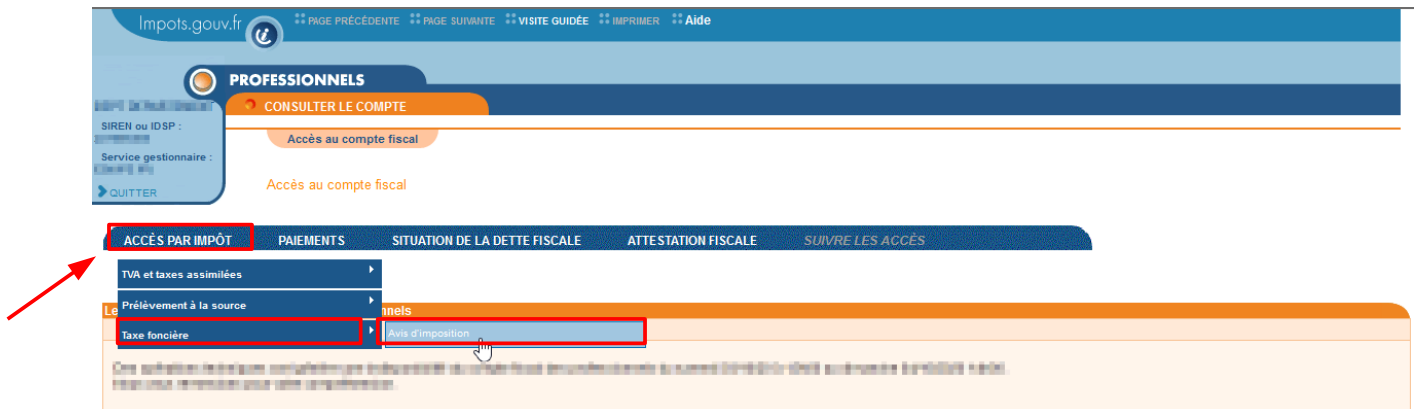 Impots.gouv.fr PAGE PRÉCÉDENTE PAGE SUIVANTE VISITE GUIDÉE IMPRIMER Aide
PROFESSIONNELS
CONSULTER LE COMPTE
SIREN ou IDSP :
Accès au compte fiscal
Service gestionnaire :
Accès au compte fiscal
QUITTER
ACCÈS PAR IMPÔT PAIEMENTS SITUATION DE LA DETTE FISCALE ATTESTATION FISCALE SUIVRE LES ACCÈS
TVA et taxes assimilées
Prélèvement à la source
Le nnels
Taxe foncière Avis d'imposition